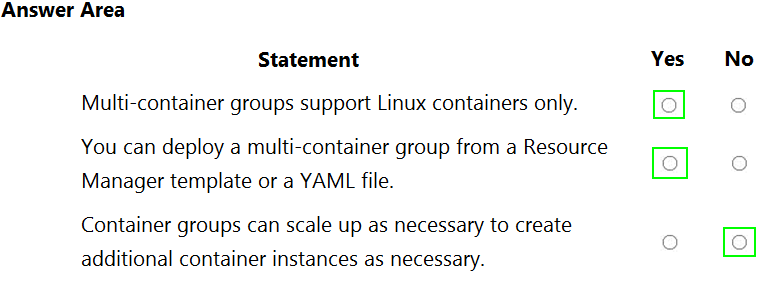 Answer Area
Statement Yes No
Multi-container groups support Linux containers only.
You can deploy a multi-container group from a Resource
Manager template or a YAML file.
Container groups can scale up as necessary to create
additional container instances as necessary.